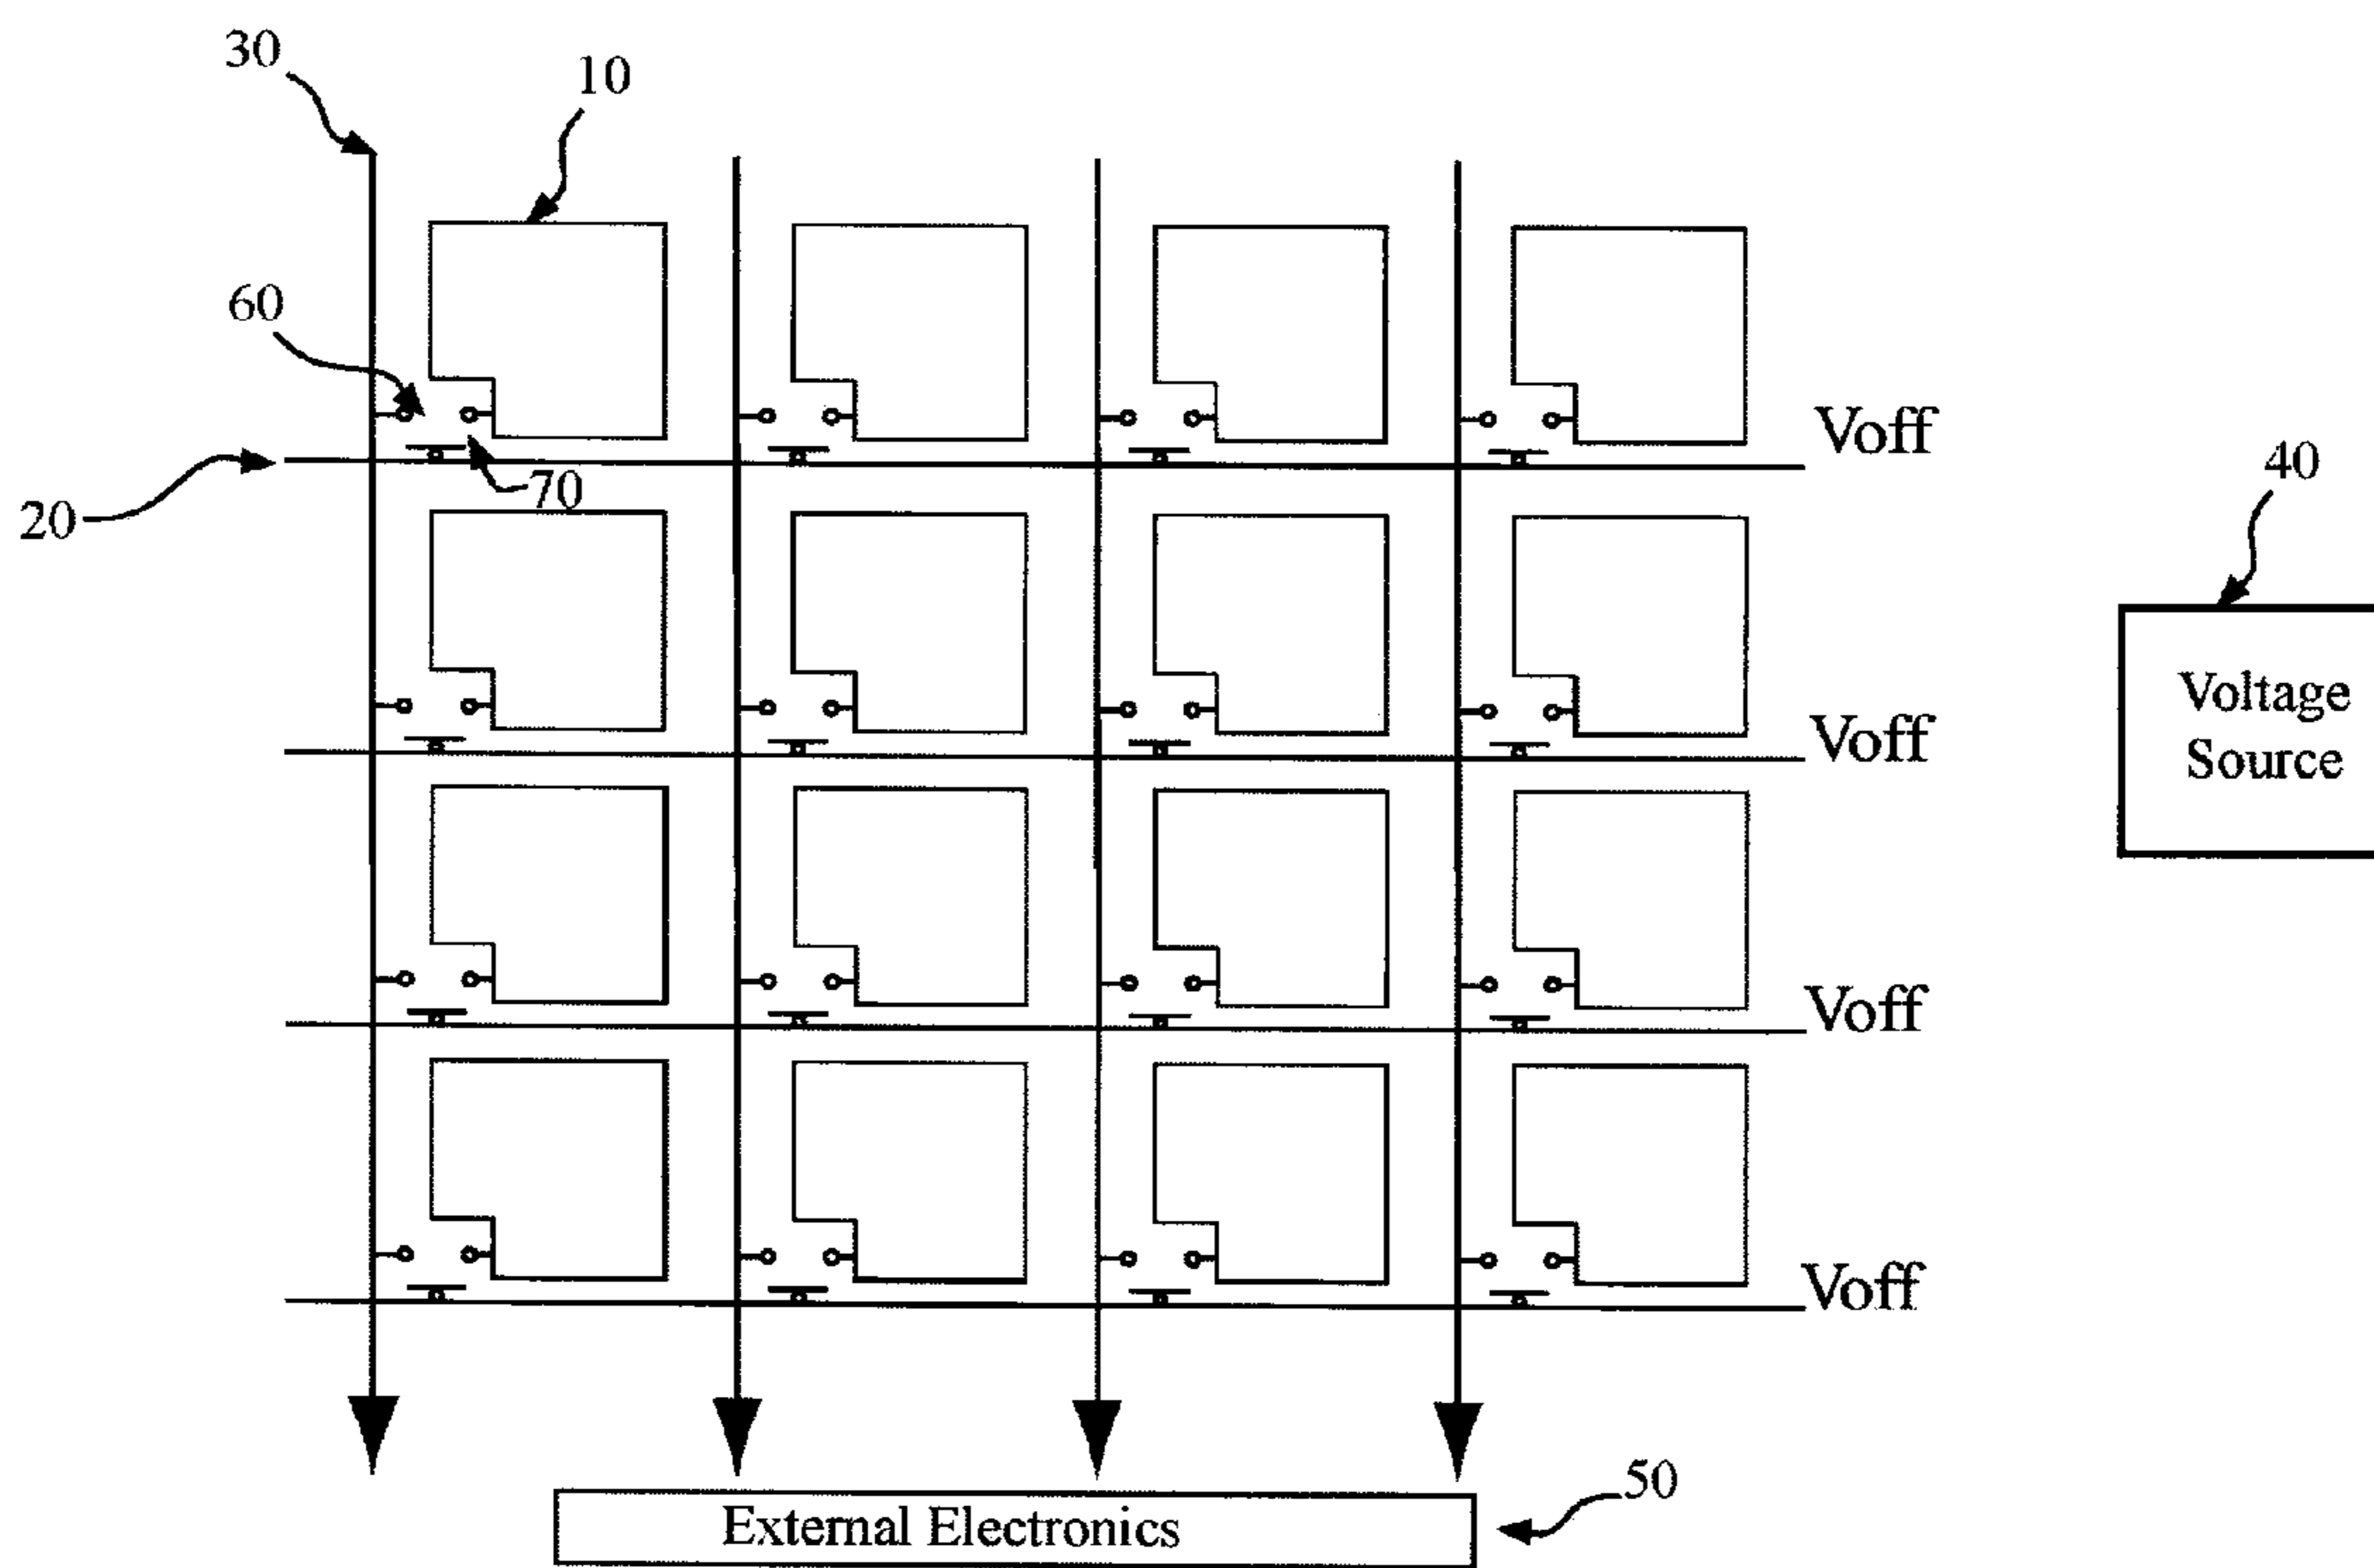 30
10
60
Voff
40
20
70
Voltage
Source
Voff
Voff
Voff
50
External Electronics